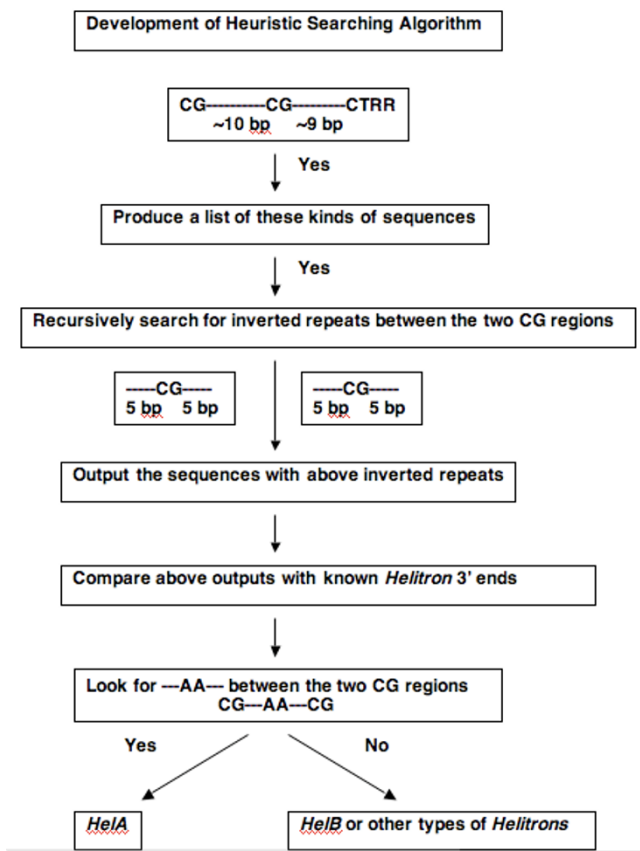 Development of Heuristic Searching Algorithm
CG----------CG---------CTRR
~10 bp ~9 bp
Yes
Produce a list of these kinds of sequences
Yes
Recursively search for inverted repeats between the two CG regions
-----CG-----
5 bp 5 bp
-----CG-----
5 bp 5 bp
Output the sequences with above inverted repeats
Compare above outputs with known Helitron 3’ ends
Look for ---AA--- between the two CG regions
CG---AA---CG
Yes
No
HelA
HelB or other types of Helitrons